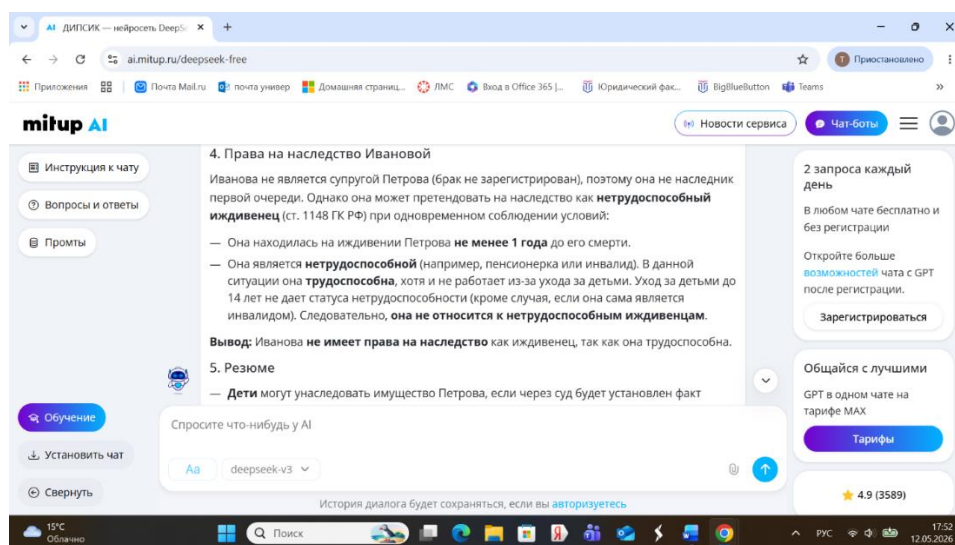 ДИПСИК — нейросеть DeepSe
ai.mitup.ru/deepseek-free
Т Приостановлено
Приложения
Почта Mail.ru
почта универ
Домашняя страниц...
ЛМС
Вход в Office 365 |...
Юридический фак...
BigBlueButton
Teams
mitup AI
Новости сервиса
Чат-боты
Инструкция к чату
Вопросы и ответы
Промты
4. Права на наследство Ивановой
Иванова не является супругой Петрова (брак не зарегистрирован), поэтому она не наследник
первой очереди. Однако она может претендовать на наследство как нетрудоспособный
иждивенец (ст. 1148 ГК РФ) при одновременном соблюдении условий:
— Она находилась на иждивении Петрова не менее 1 года до его смерти.
— Она является нетрудоспособной (например, пенсионерка или инвалид). В данной
ситуации она трудоспособна, хотя и не работает из-за ухода за детьми. Уход за детьми до
14 лет не дает статуса нетрудоспособности (кроме случая, если она сама является
инвалидом). Следовательно, она не относится к нетрудоспособным иждивенцам.
Вывод: Иванова не имеет права на наследство как иждивенец, так как она трудоспособна.
5. Резюме
— Дети могут унаследовать имущество Петрова, если через суд будет установлен факт
2 запроса каждый
день
В любом чате бесплатно и
без регистрации
Откройте больше
возможностей чата с GPT
после регистрации.
Зарегистрироваться
Общайся с лучшими
GPT в одном чате на
тарифе MAX
Тарифы
4.9 (3589)
Обучение
Установить чат
Свернуть
Спросите что-нибудь у AI
Aa
deepseek-v3
История диалога будет сохраняться, если вы авторизуетесь
15°C
Облачно
Поиск
РУС
17:52
12.05.2026